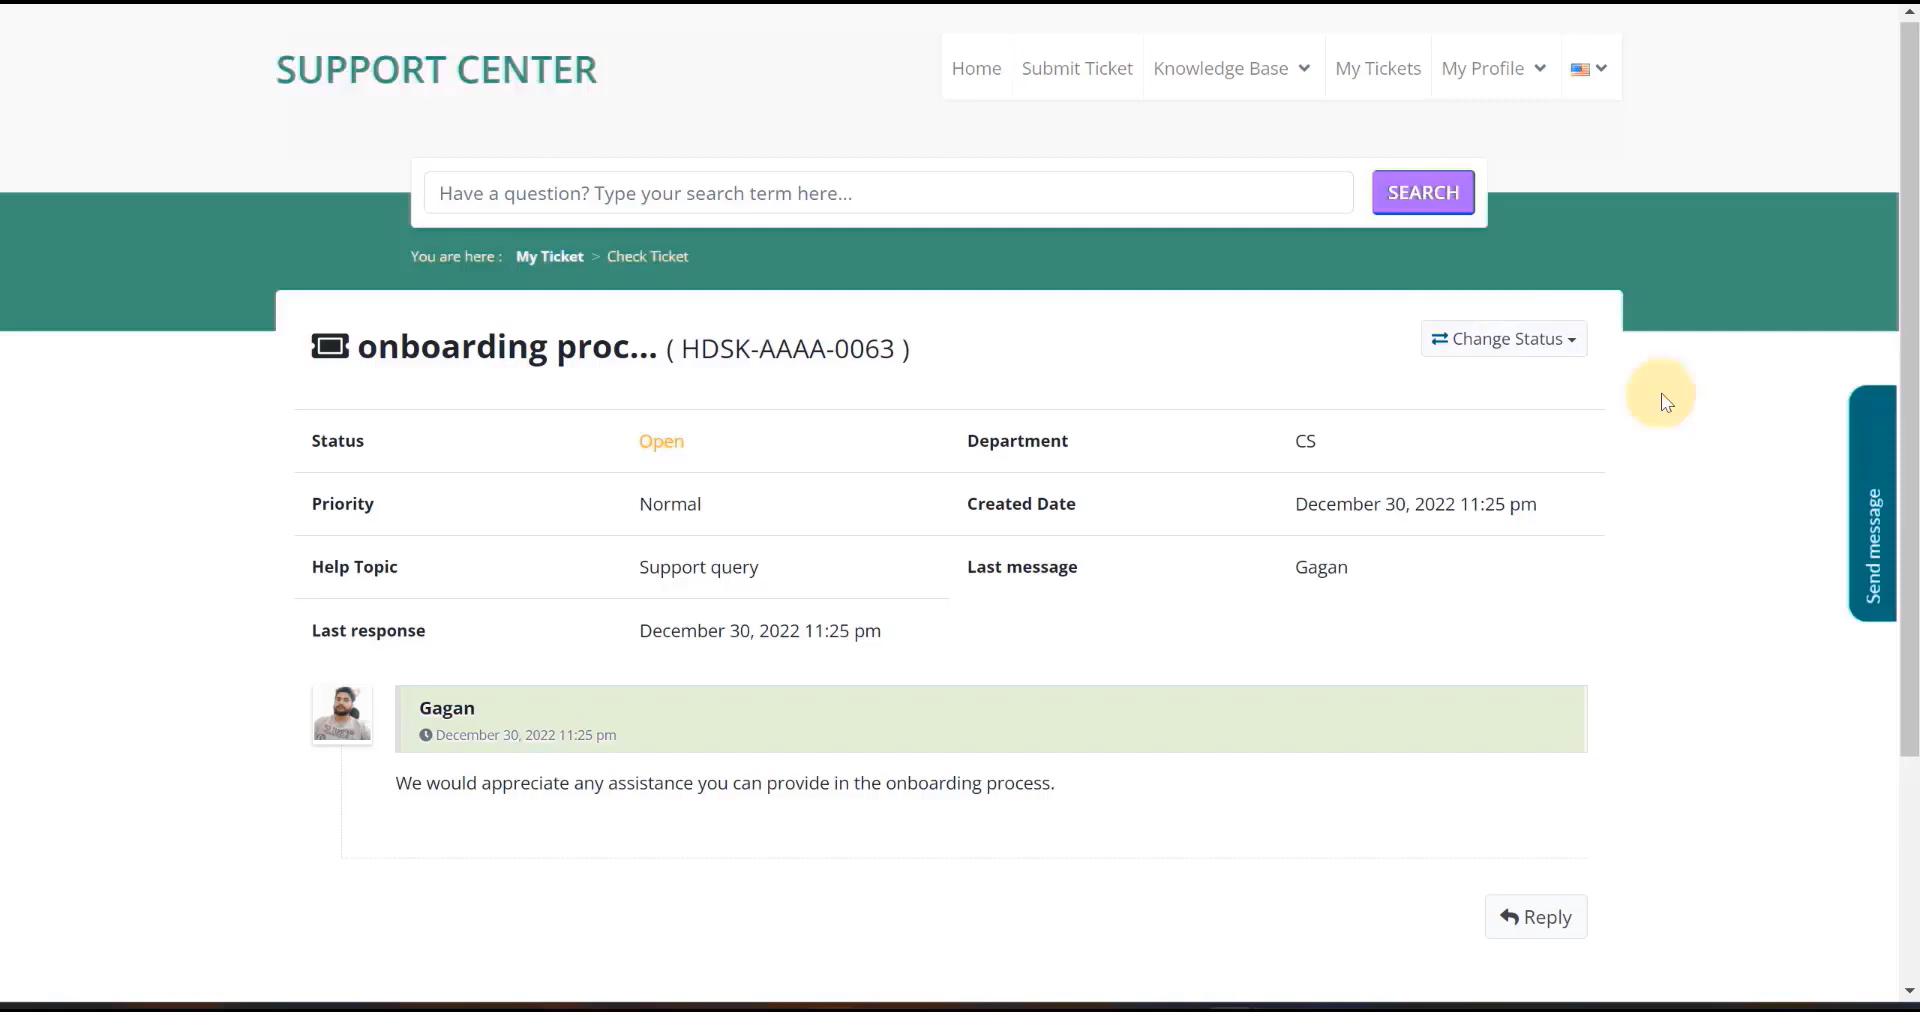 SUPPORT CENTER
Home Submit Ticket Knowledge Base My Tickets My Profile
Have a question? Type your search term here... SEARCH
You are here : My Ticket > Check Ticket
onboarding proc... ( HDSK-AAAA-0063 ) Change Status
Status Open Department CS
Priority Normal Created Date December 30, 2022 11:25 pm
Help Topic Support query Last message Gagan
Last response December 30, 2022 11:25 pm
Send message
Gagan
December 30, 2022 11:25 pm
We would appreciate any assistance you can provide in the onboarding process.
Reply